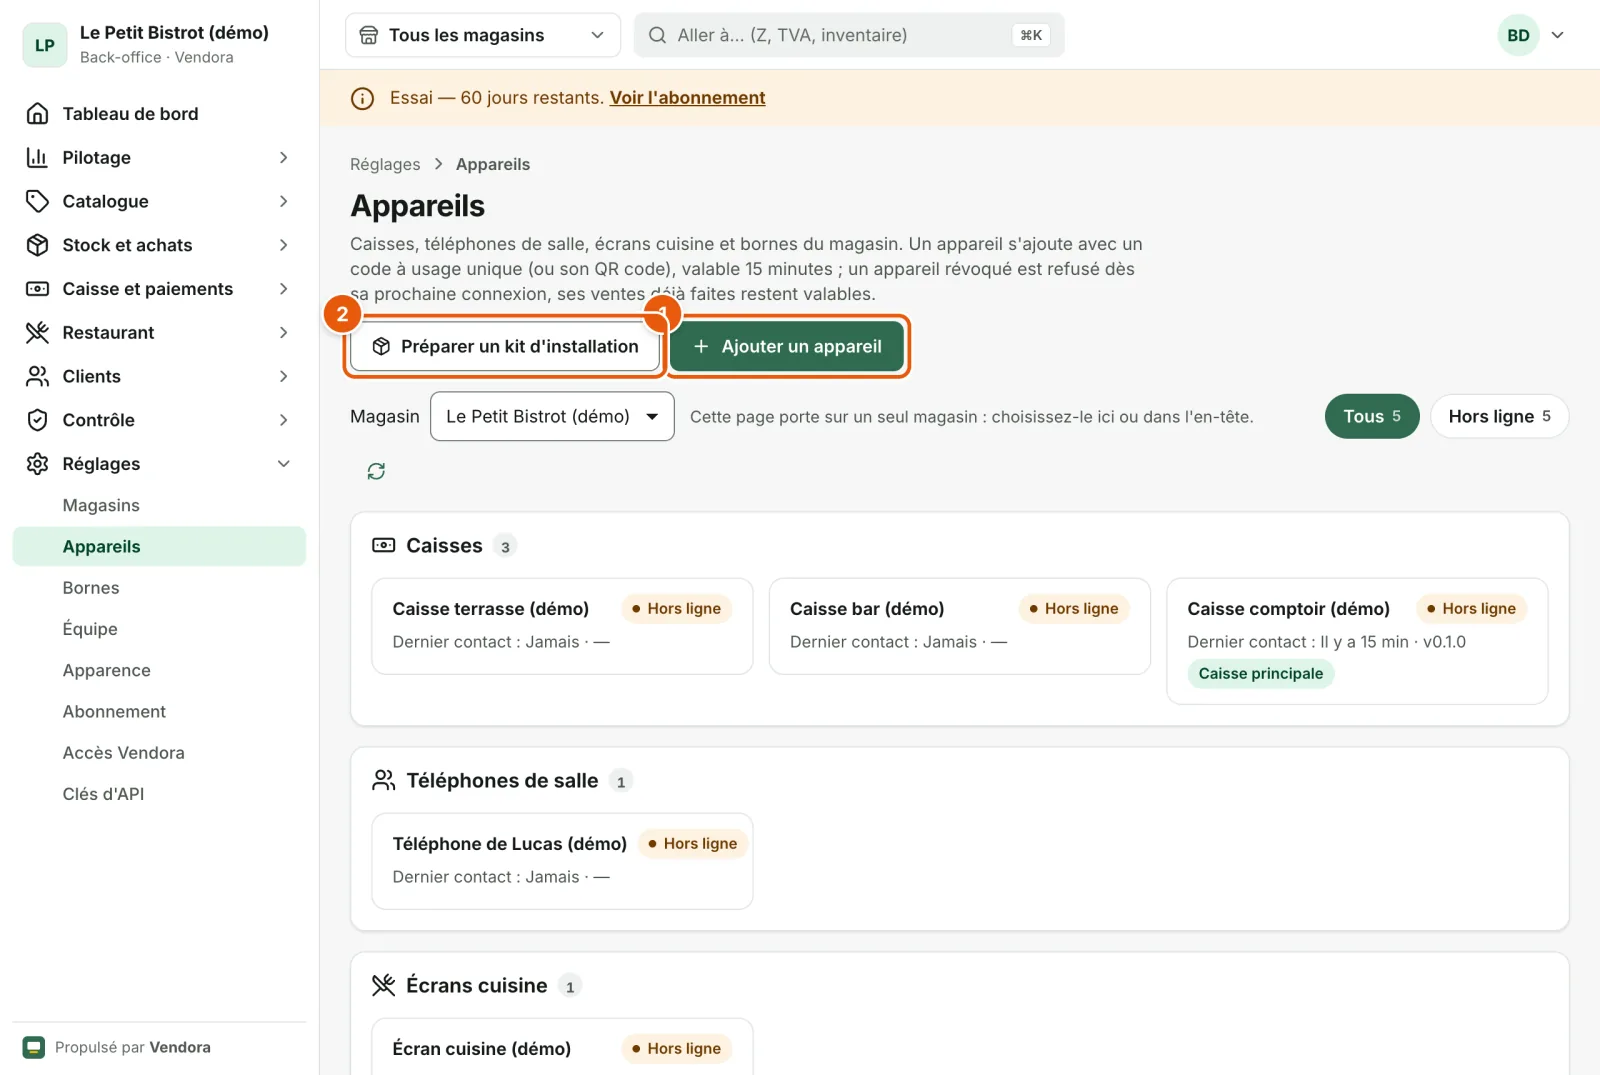 LP
Le Petit Bistrot (démo)
Back-office · Vendora
Tous les magasins
Aller à... (Z, TVA, inventaire)
⌘K
BD
Essai — 60 jours restants. Voir l'abonnement
Tableau de bord
Pilotage
Catalogue
Stock et achats
Caisse et paiements
Restaurant
Clients
Contrôle
Réglages
Magasins
Appareils
Bornes
Équipe
Apparence
Abonnement
Accès Vendora
Clés d'API
Propulsé par Vendora
Réglages > Appareils
Appareils
Caisses, téléphones de salle, écrans cuisine et bornes du magasin. Un appareil s'ajoute avec un
code à usage unique (ou son QR code), valable 15 minutes ; un appareil révoqué est refusé dès
sa prochaine connexion, ses ventes déjà faites restent valables.
2
1
Préparer un kit d'installation
+ Ajouter un appareil
Magasin
Le Petit Bistrot (démo)
Cette page porte sur un seul magasin : choisissez-le ici ou dans l'en-tête.
Tous 5
Hors ligne 5
Caisses 3
Caisse terrasse (démo)
Hors ligne
Dernier contact : Jamais · —
Caisse bar (démo)
Hors ligne
Dernier contact : Jamais · —
Caisse comptoir (démo)
Hors ligne
Dernier contact : Il y a 15 min · v0.1.0
Caisse principale
Téléphones de salle 1
Téléphone de Lucas (démo)
Hors ligne
Dernier contact : Jamais · —
Écrans cuisine 1
Écran cuisine (démo)
Hors ligne